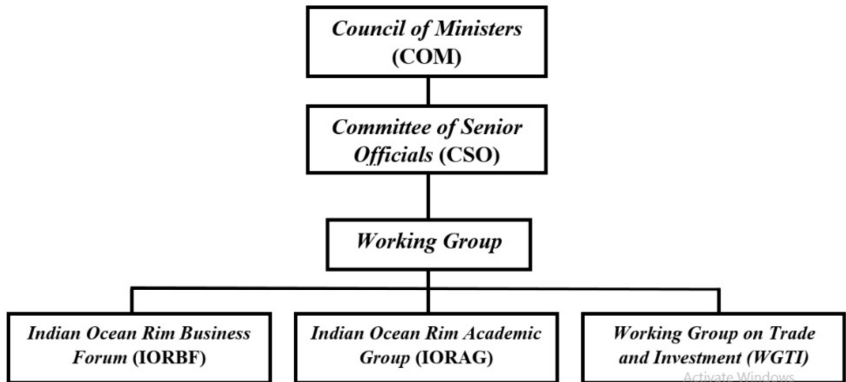 Council of Ministers
(COM)
Committee of Senior
Officials (CSO)
Working Group
Indian Ocean Rim Business
Forum (IORBF)
Indian Ocean Rim Academic
Group (IORAG)
Working Group on Trade
and Investment (WGTI)
Activate Windows